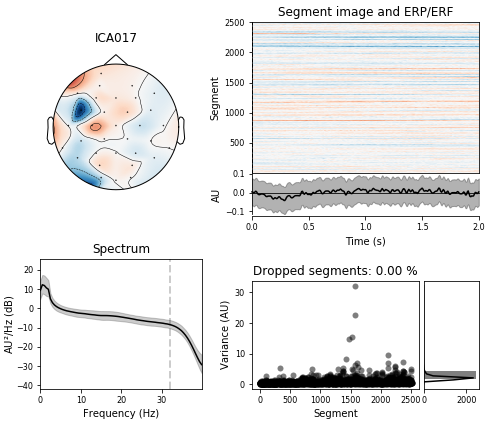 ICA017
Segment image and ERP/ERF
Segment
2500
2000
1500
1000
500
AU
0.1
0.0
−0.1
0.0 0.5 1.0 1.5 2.0
Time (s)
Spectrum
AU²/Hz (dB)
20
10
0
−10
−20
−30
−40
0 10 20 30
Frequency (Hz)
Dropped segments: 0.00 %
Variance (AU)
30
20
10
0
0 500 1000 1500 2000 2500
Segment
0 2000